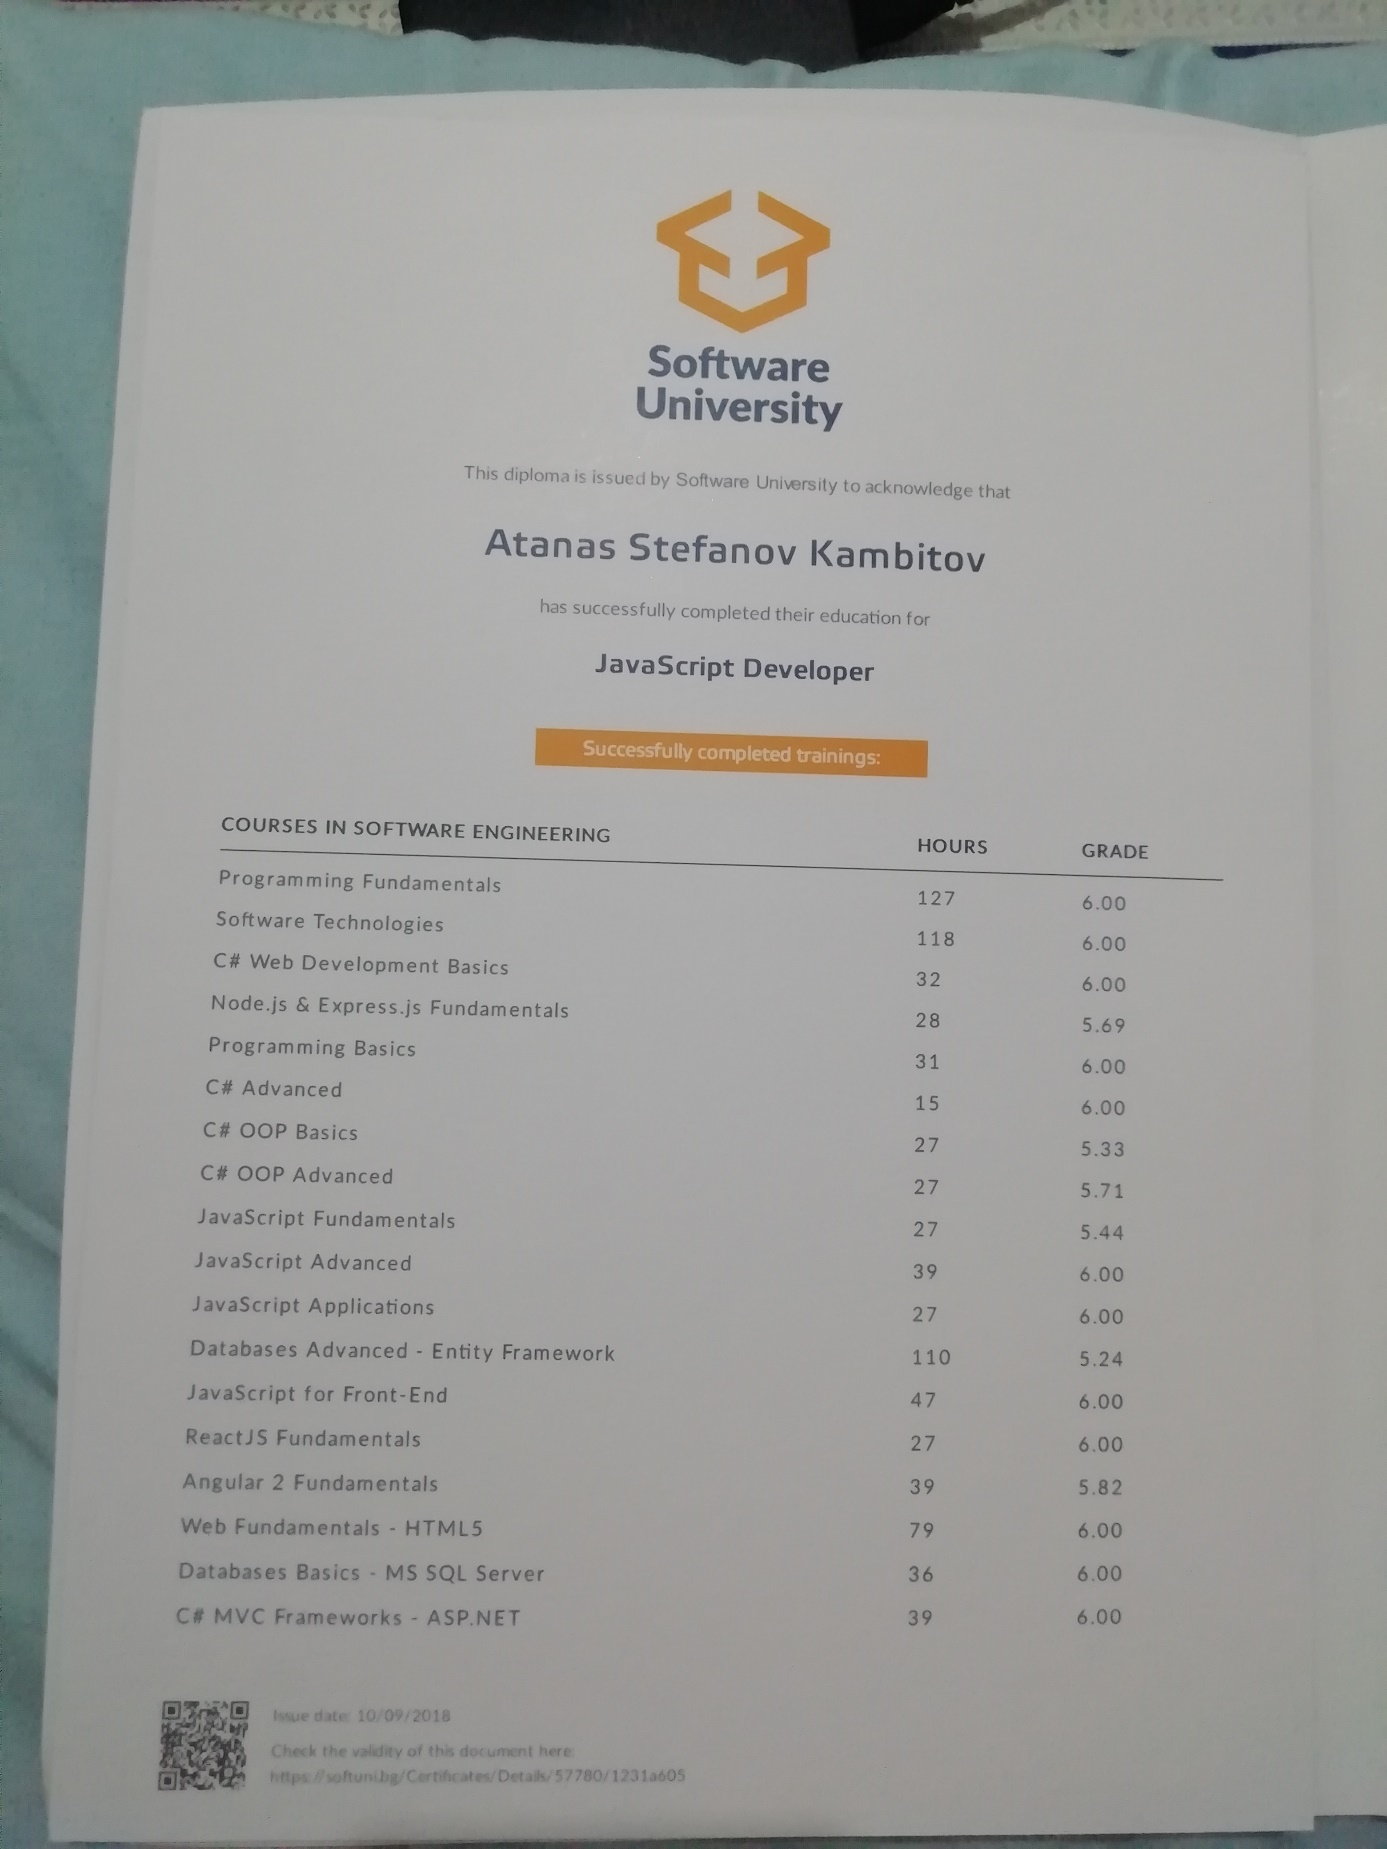 Software
University
This diploma is issued by Software University to acknowledge that
Atanas Stefanov Kambitov
has successfully completed their education for
JavaScript Developer
Successfully completed trainings:
COURSES IN SOFTWARE ENGINEERING HOURS GRADE
Programming Fundamentals 127 6.00
Software Technologies 118 6.00
C# Web Development Basics 32 6.00
Node.js & Express.js Fundamentals 28 5.69
Programming Basics 31 6.00
C# Advanced 15 6.00
C# OOP Basics 27 5.33
C# OOP Advanced 27 5.71
JavaScript Fundamentals 27 5.44
JavaScript Advanced 39 6.00
JavaScript Applications 27 6.00
Databases Advanced - Entity Framework 110 5.24
JavaScript for Front-End 47 6.00
ReactJS Fundamentals 27 6.00
Angular 2 Fundamentals 39 5.82
Web Fundamentals - HTML5 79 6.00
Databases Basics - MS SQL Server 36 6.00
C# MVC Frameworks - ASP.NET 39 6.00
Issue date: 10/09/2018
Check the validity of this document here:
https://softuni.bg/Certificates/Details/57780/1231a605